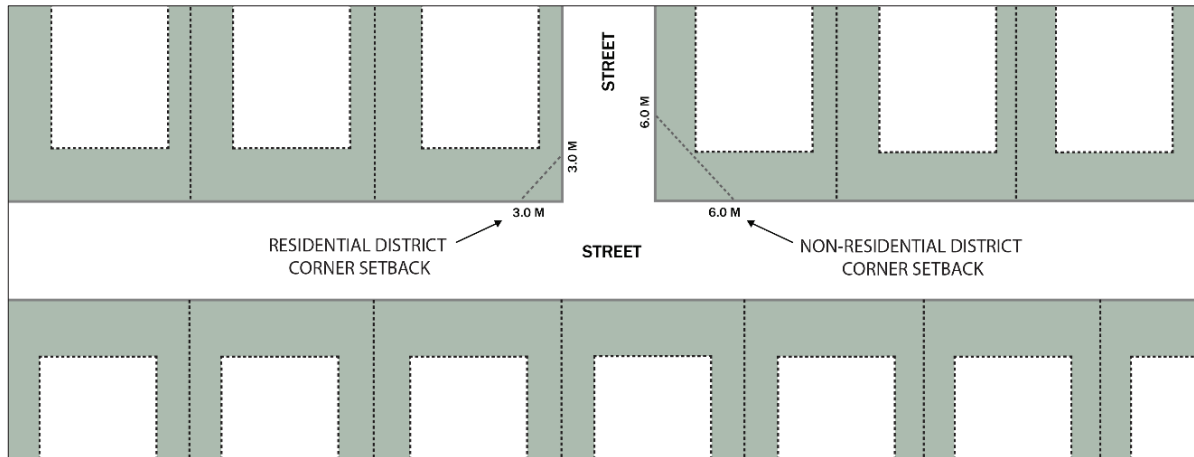 STREET
6.0 M
3.0 M
3.0 M
6.0 M
RESIDENTIAL DISTRICT
CORNER SETBACK
NON-RESIDENTIAL DISTRICT
CORNER SETBACK
STREET